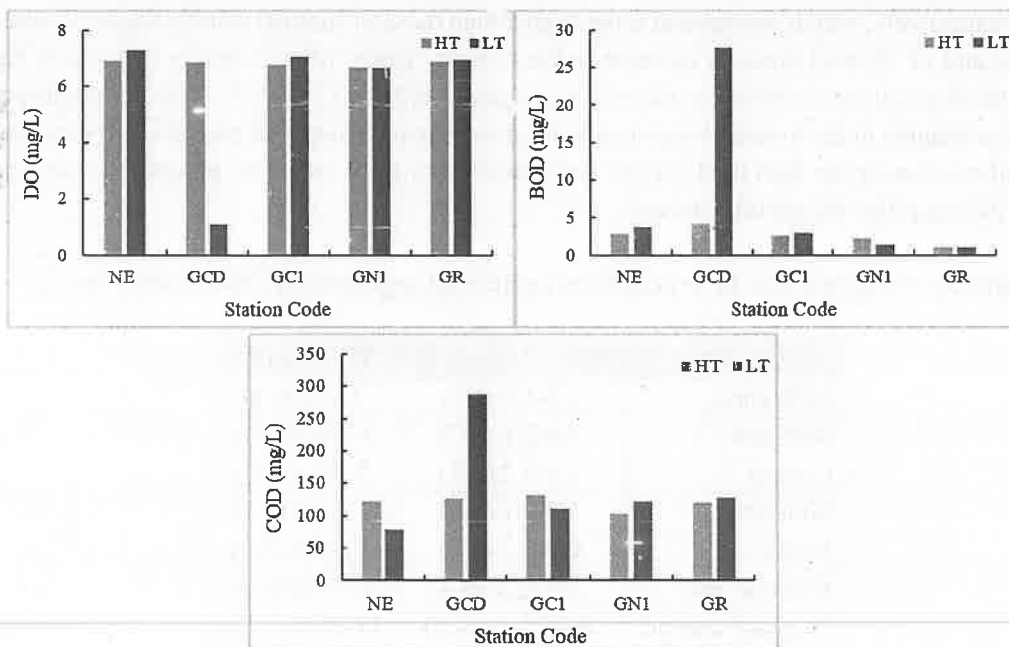 8
6
4
2
0
DO (mg/L)
HT LT
NE GCD GC1 GN1 GR
Station Code
30
25
20
15
10
5
0
BOD (mg/L)
HT LT
NE GCD GC1 GN1 GR
Station Code
350
300
250
200
150
100
50
0
COD (mg/L)
HT LT
NE GCD GC1 GN1 GR
Station Code